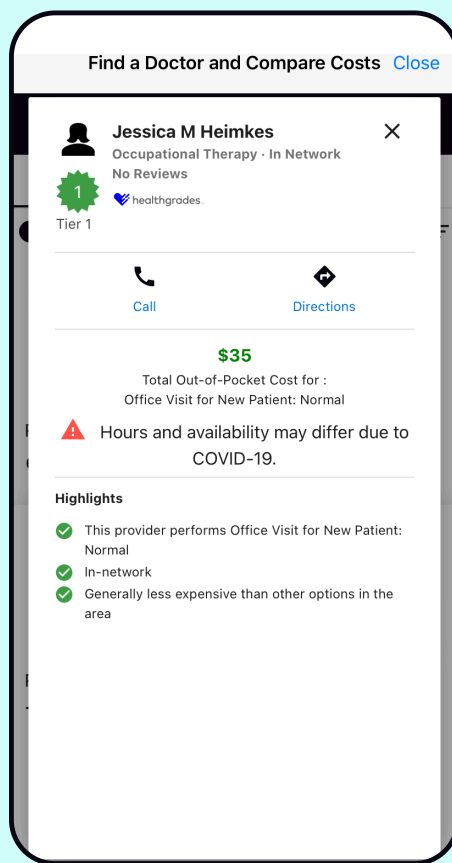 Find a Doctor and Compare Costs Close
Jessica M Heimkes
Occupational Therapy · In Network
No Reviews
1
healthgrades.
Tier 1
Call
Directions
$35
Total Out-of-Pocket Cost for :
Office Visit for New Patient: Normal
Hours and availability may differ due to
COVID-19.
Highlights
This provider performs Office Visit for New Patient:
Normal
In-network
Generally less expensive than other options in the
area